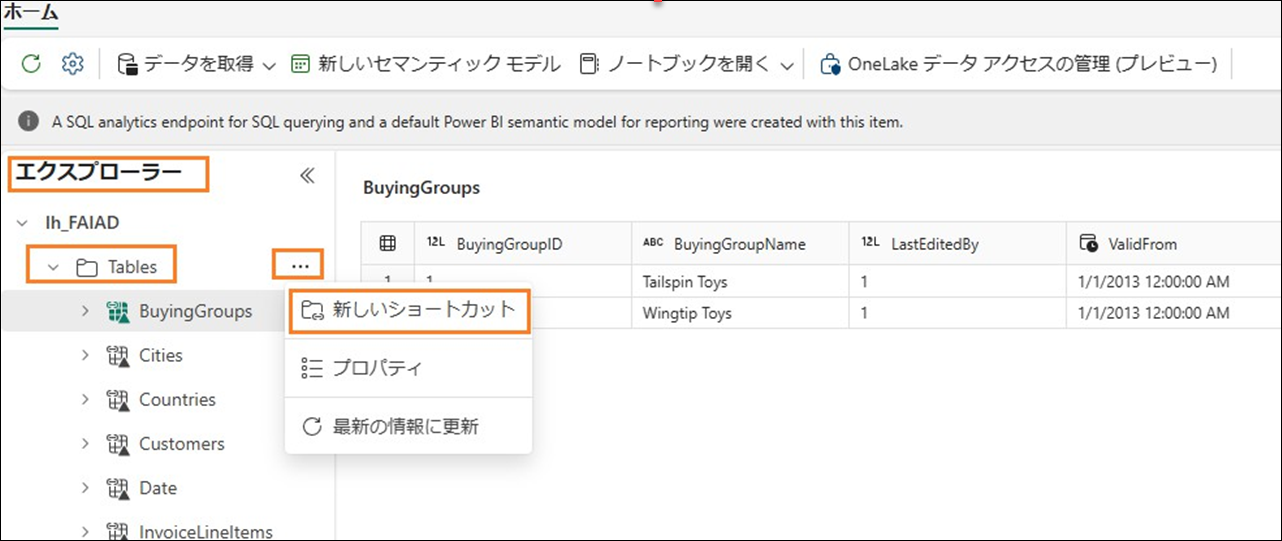 ホーム
データを取得 新しいセマンティック モデル ノートブックを開く OneLake データ アクセスの管理 (プレビュー)
A SQL analytics endpoint for SQL querying and a default Power BI semantic model for reporting were created with this item.
エクスプローラー
lh_FAIAD
Tables ...
BuyingGroups
Cities
Countries
Customers
Date
InvoiceLineItems
新しいショートカット
プロパティ
最新の情報に更新
BuyingGroups
12L BuyingGroupID ABC BuyingGroupName 12L LastEditedBy ValidFrom
1 1 Tailspin Toys 1 1/1/2013 12:00:00 AM
Wingtip Toys 1 1/1/2013 12:00:00 AM